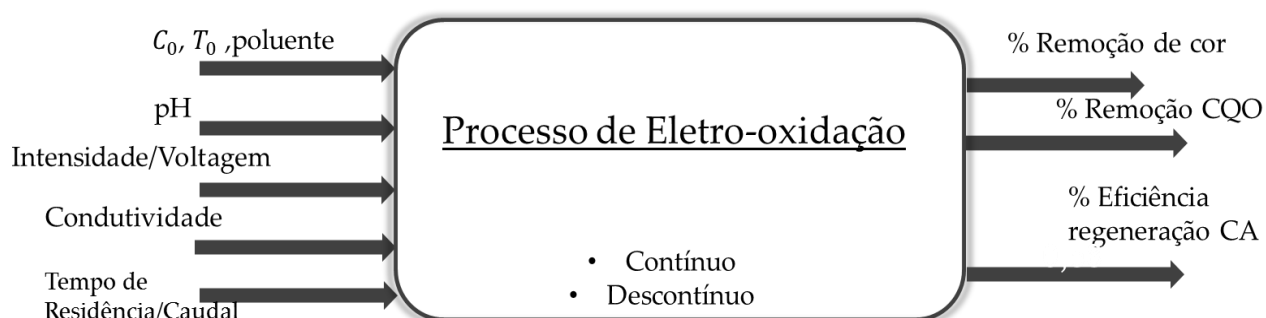 C₀, T₀ ,poluente
pH
Intensidade/Voltagem
Condutividade
Tempo de
Residência/Caudal
Processo de Eletro-oxidação
• Contínuo
• Descontínuo
% Remoção de cor
% Remoção CQO
% Eficiência
regeneração CA